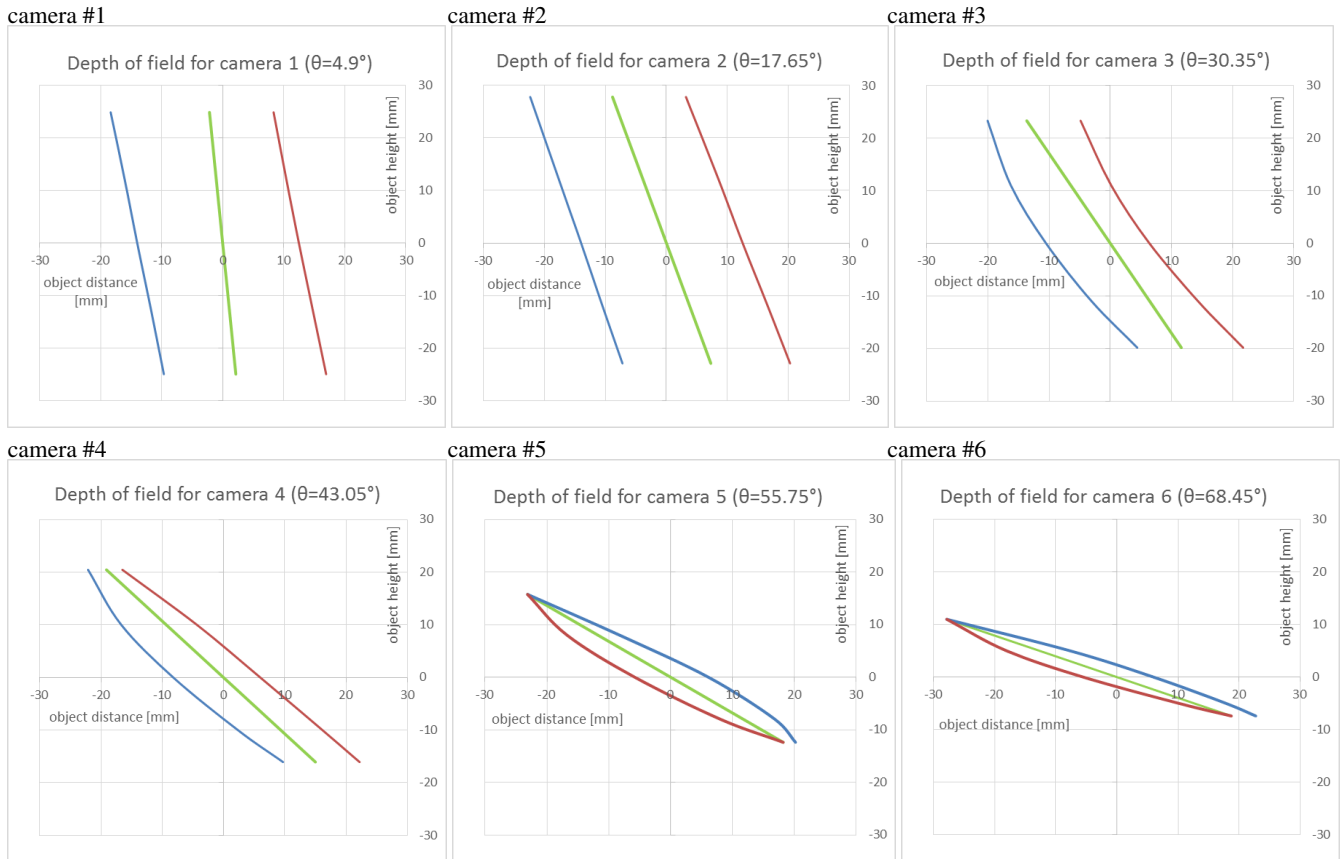 camera #1
camera #2
camera #3
Depth of field for camera 1 (θ=4.9°)
30
20
10
0
-10
-20
-30
object height [mm]
-30 -20 -10 0 10 20 30
object distance
[mm]
Depth of field for camera 2 (θ=17.65°)
30
20
10
0
-10
-20
-30
object height [mm]
-30 -20 -10 0 10 20 30
object distance
[mm]
Depth of field for camera 3 (θ=30.35°)
30
20
10
0
-10
-20
-30
object height [mm]
-30 -20 -10 0 10 20 30
object distance [mm]
camera #4
camera #5
camera #6
Depth of field for camera 4 (θ=43.05°)
30
20
10
0
-10
-20
-30
object height [mm]
-30 -20 -10 0 10 20 30
object distance [mm]
Depth of field for camera 5 (θ=55.75°)
30
20
10
0
-10
-20
-30
object height [mm]
-30 -20 -10 0 10 20 30
object distance [mm]
Depth of field for camera 6 (θ=68.45°)
30
20
10
0
-10
-20
-30
object height [mm]
-30 -20 -10 0 10 20 30
object distance [mm]